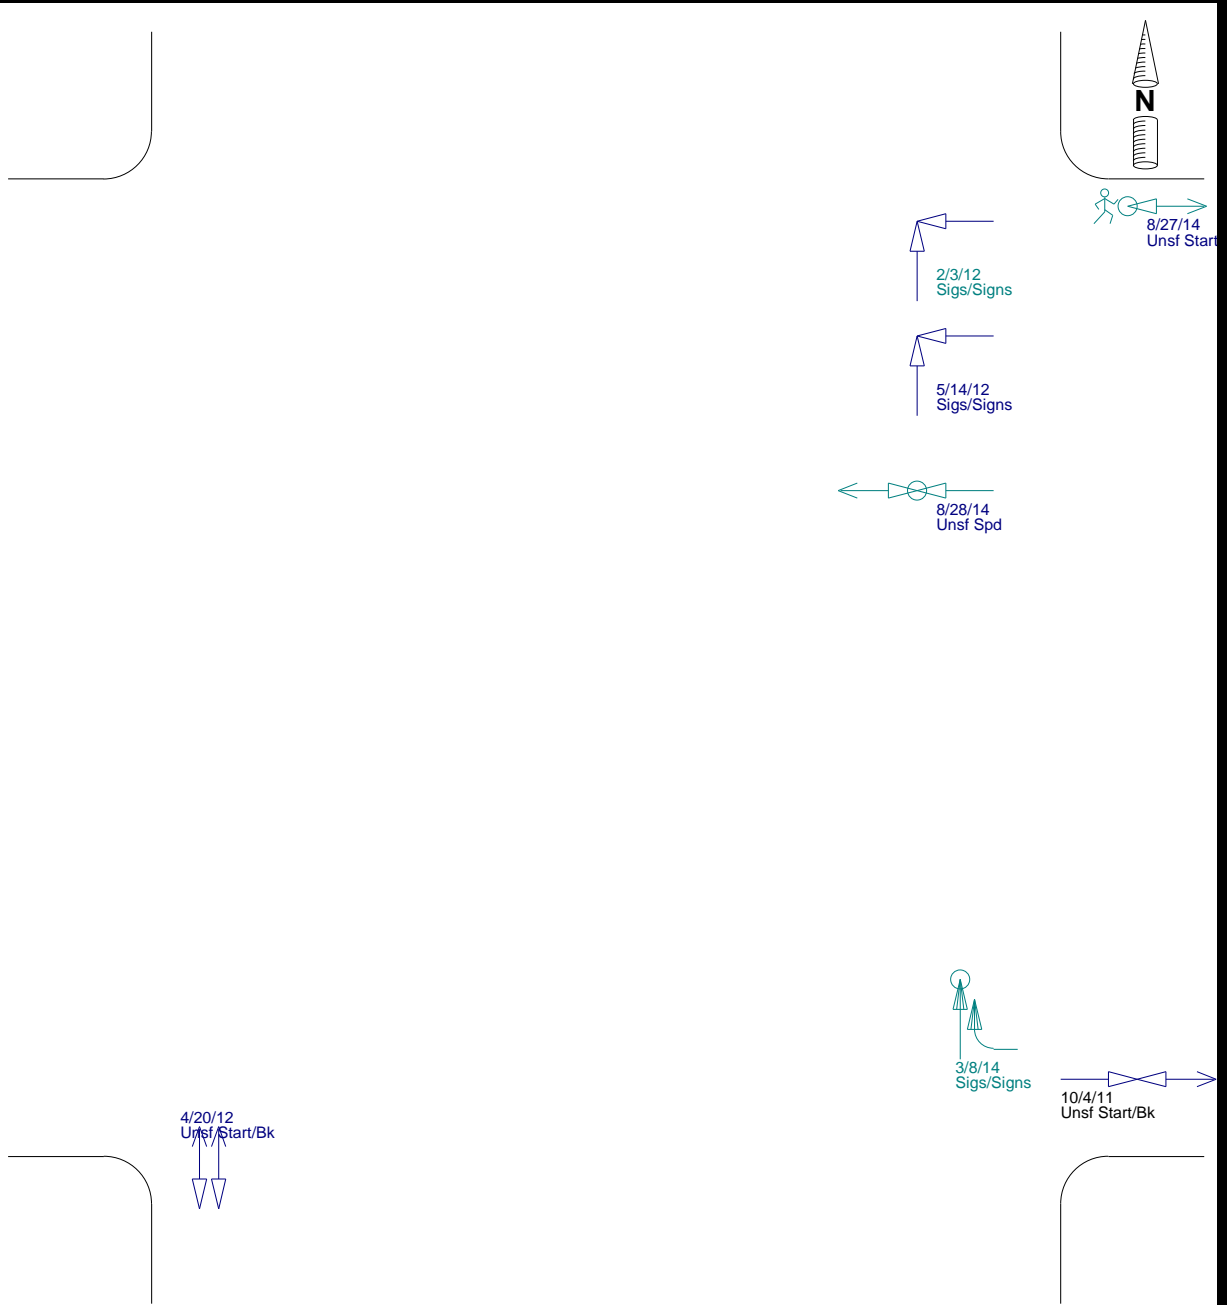 N
8/27/14
Unsf Start
2/3/12
Sigs/Signs
5/14/12
Sigs/Signs
8/28/14
Unsf Spd
3/8/14
Sigs/Signs
10/4/11
Unsf Start/Bk
4/20/12
Unsf Start/Bk